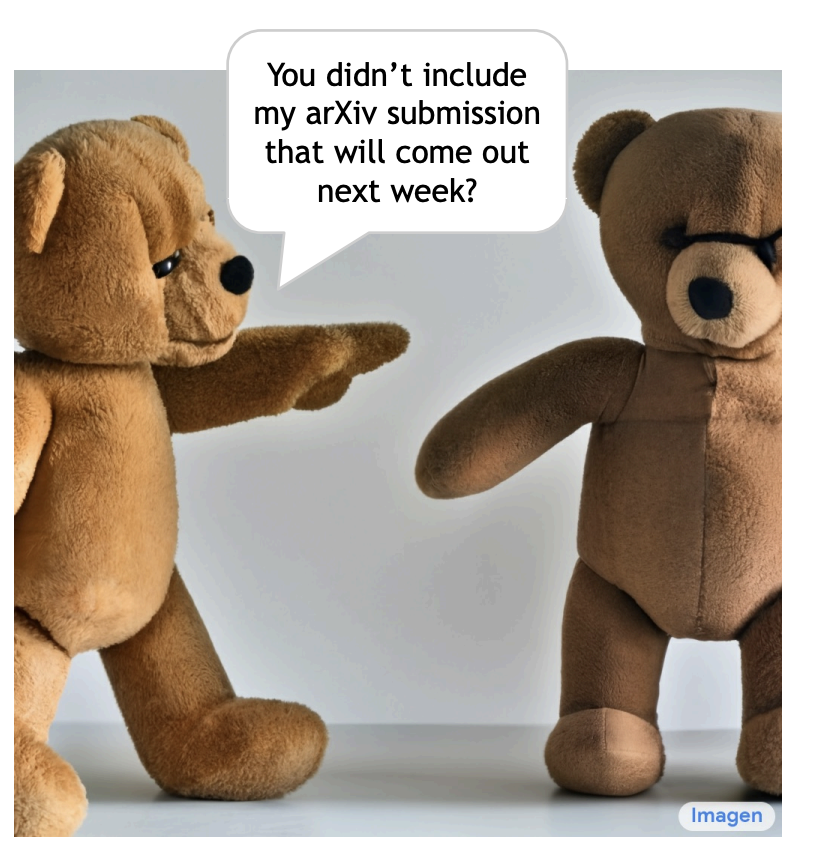 You didn’t include
my arXiv submission
that will come out
next week?
Imagen